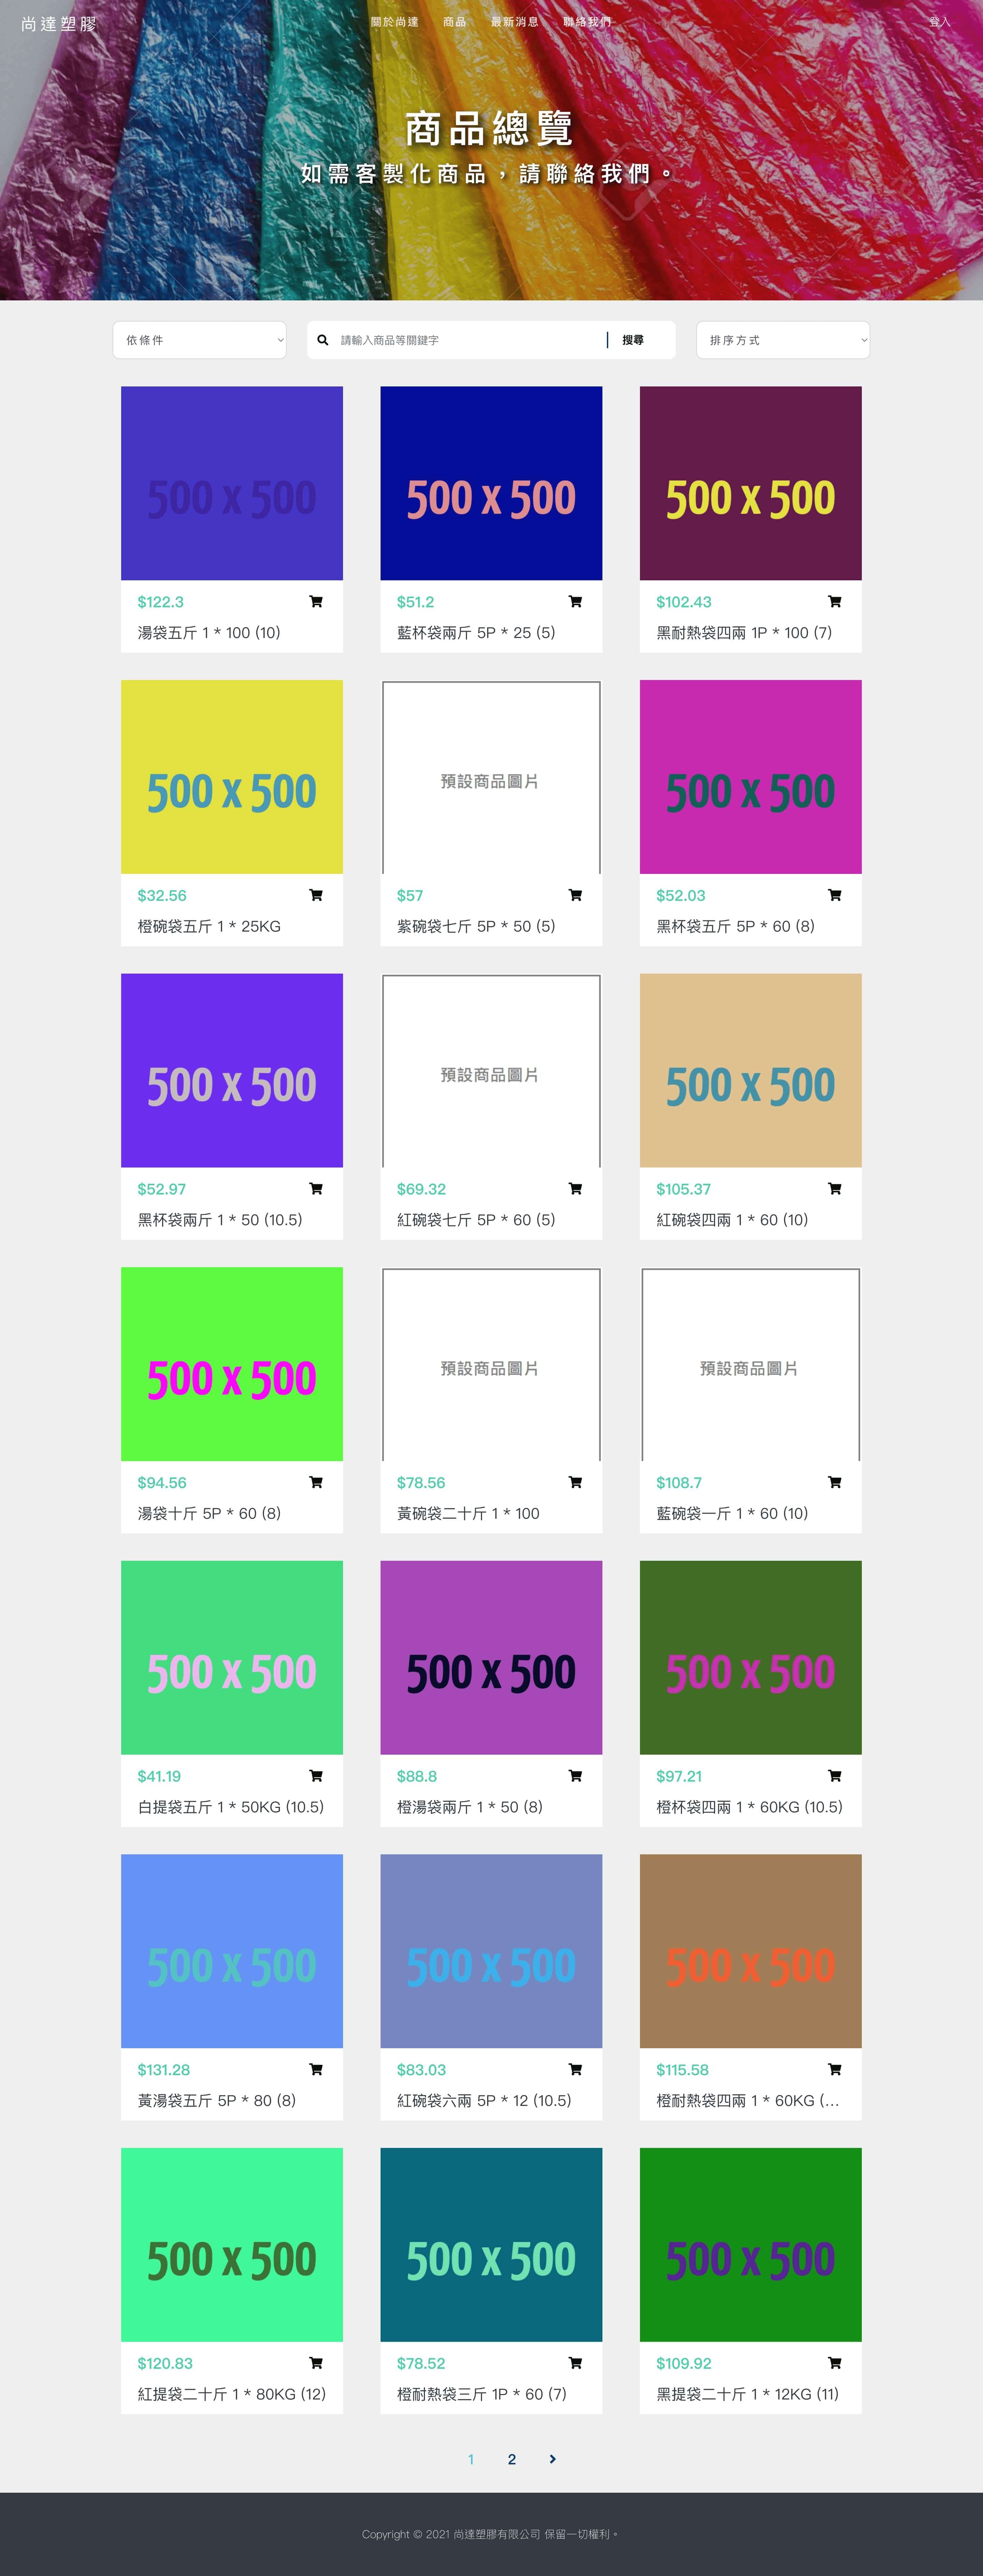 尚達塑膠
關於尚達 商品 最新消息 聯絡我們
登入
商品總覽
如需客製化商品，請聯絡我們。
依條件
請輸入商品等關鍵字
搜尋
排序方式
500 x 500
500 x 500
500 x 500
$122.3
$51.2
$102.43
湯袋五斤 1 * 100 (10)
藍杯袋兩斤 5P * 25 (5)
黑耐熱袋四兩 1P * 100 (7)
500 x 500
預設商品圖片
500 x 500
$32.56
$57
$52.03
橙碗袋五斤 1 * 25KG
紫碗袋七斤 5P * 50 (5)
黑杯袋五斤 5P * 60 (8)
500 x 500
預設商品圖片
500 x 500
$52.97
$69.32
$105.37
黑杯袋兩斤 1 * 50 (10.5)
紅碗袋七斤 5P * 60 (5)
紅碗袋四兩 1 * 60 (10)
500 x 500
預設商品圖片
預設商品圖片
$94.56
$78.56
$108.7
湯袋十斤 5P * 60 (8)
黃碗袋二十斤 1 * 100
藍碗袋一斤 1 * 60 (10)
500 x 500
500 x 500
500 x 500
$41.19
$88.8
$97.21
白提袋五斤 1 * 50KG (10.5)
橙湯袋兩斤 1 * 50 (8)
橙杯袋四兩 1 * 60KG (10.5)
500 x 500
500 x 500
500 x 500
$131.28
$83.03
$115.58
黃湯袋五斤 5P * 80 (8)
紅碗袋六兩 5P * 12 (10.5)
橙耐熱袋四兩 1 * 60KG (...
500 x 500
500 x 500
500 x 500
$120.83
$78.52
$109.92
紅提袋二十斤 1 * 80KG (12)
橙耐熱袋三斤 1P * 60 (7)
黑提袋二十斤 1 * 12KG (11)
1 2
Copyright © 2021 尚達塑膠有限公司 保留一切權利。